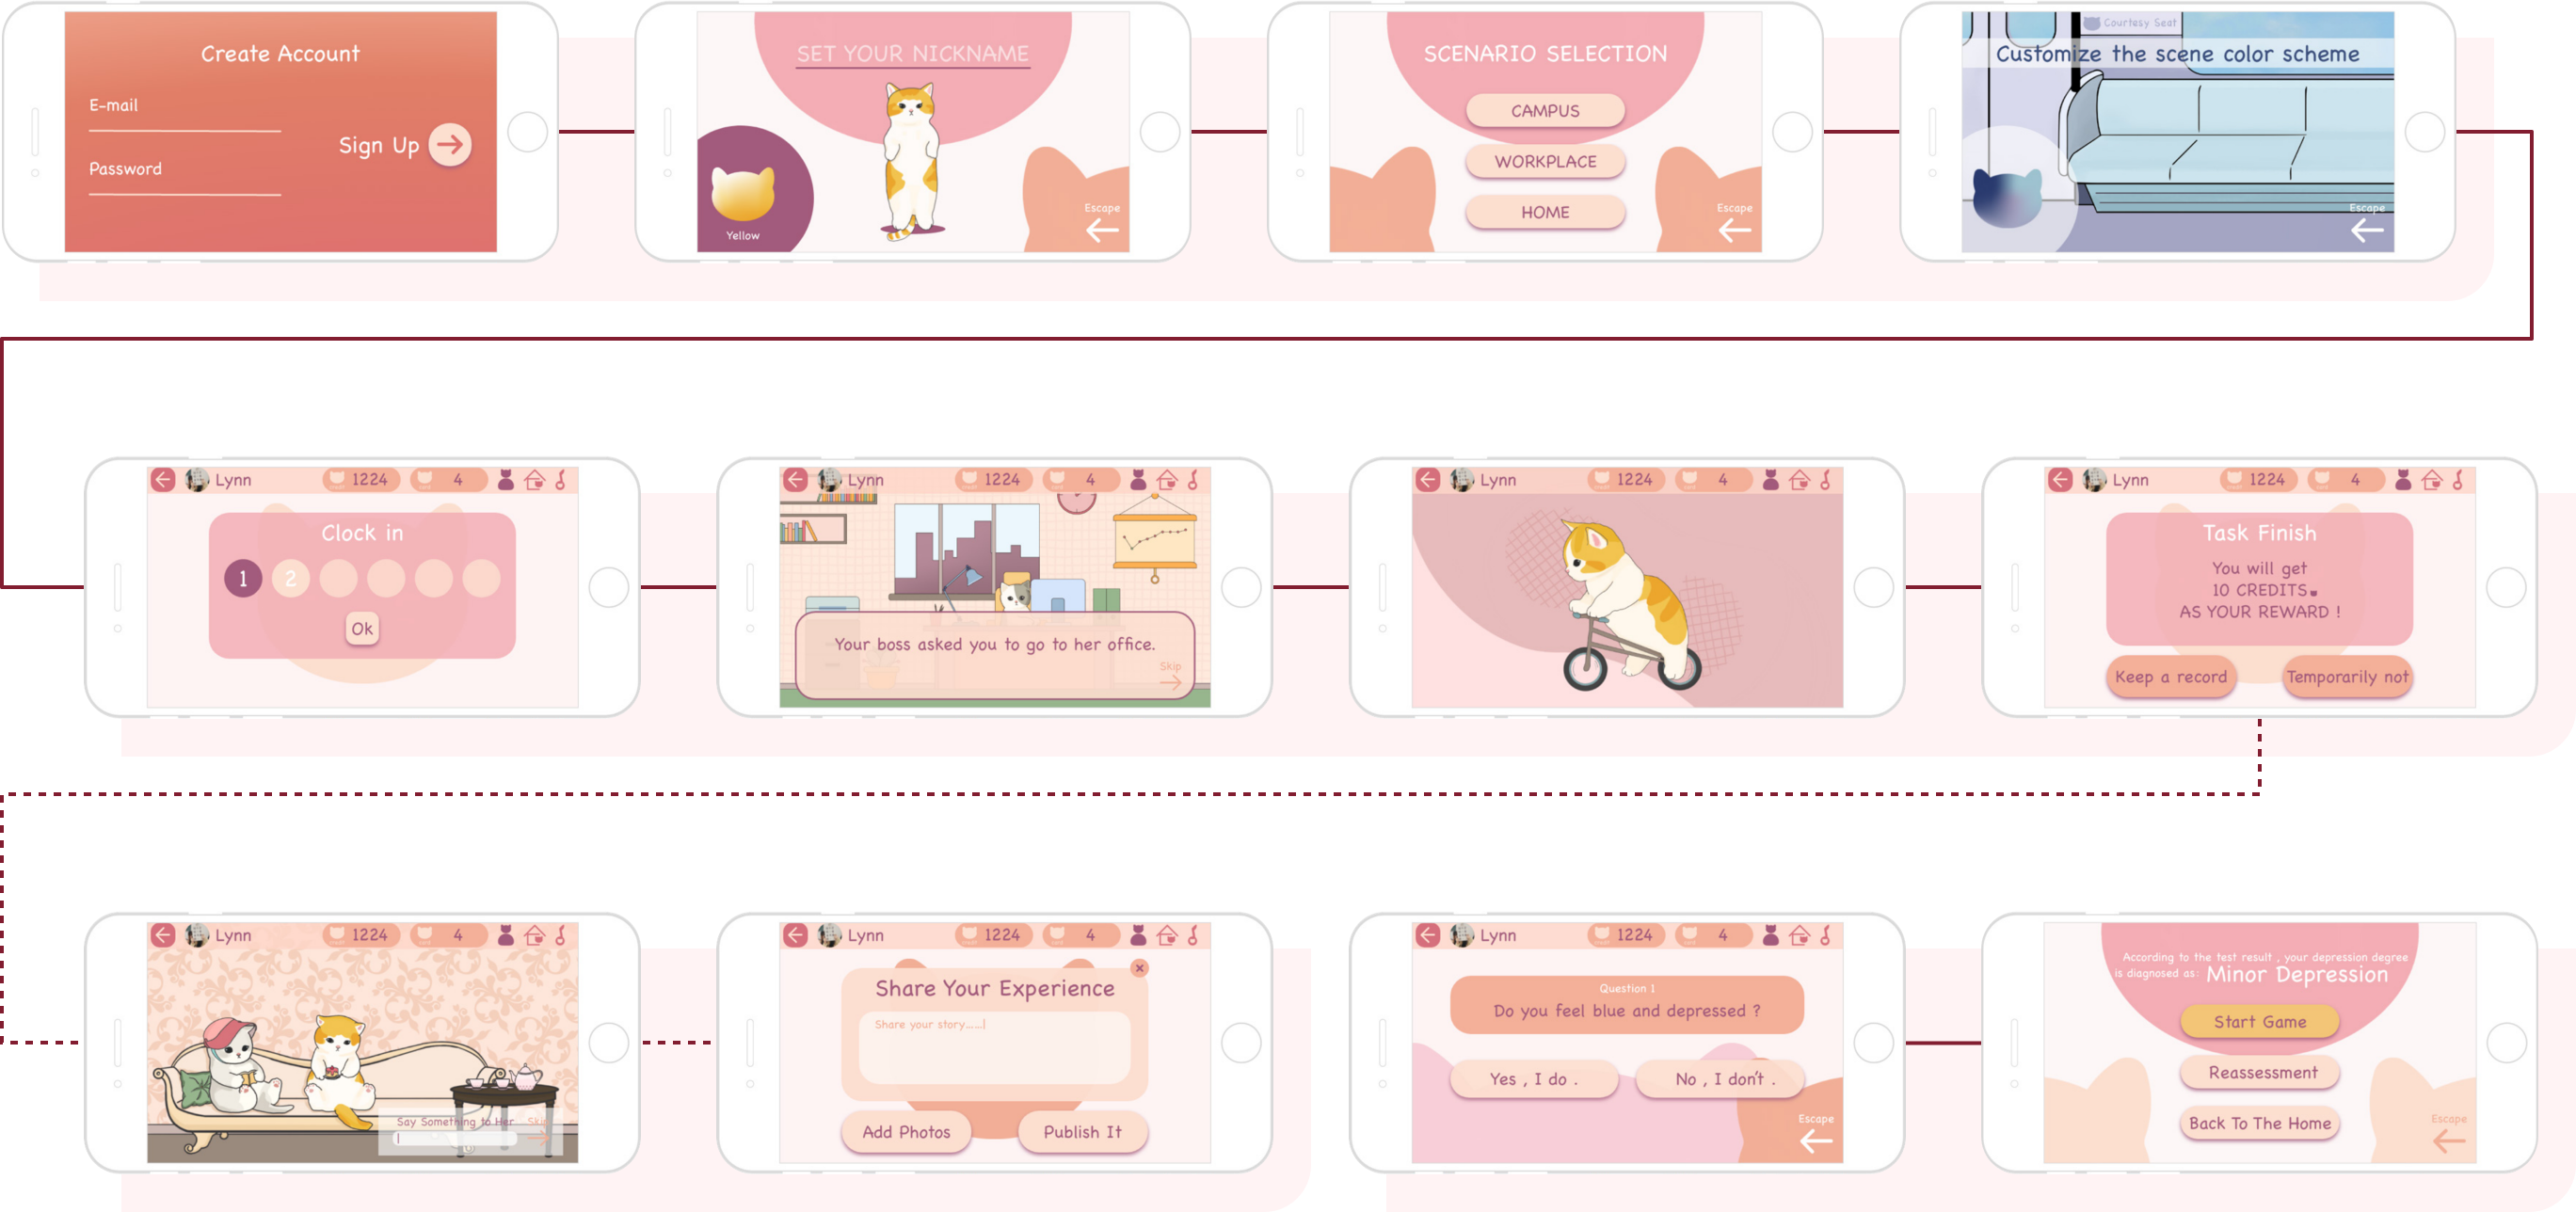 Create Account
E-mail
Password
Sign Up
SET YOUR NICKNAME
Yellow
Escape
SCENARIO SELECTION
CAMPUS
WORKPLACE
HOME
Escape
Courtesy Seat
Customize the scene color scheme
Escape
Lynn 1224 4
Clock in
1 2
Ok
Lynn 1224 4
Your boss asked you to go to her office.
Skip
Lynn 1224 4
Lynn 1224 4
Task Finish
You will get
10 CREDITS
AS YOUR REWARD !
Keep a record
Temporarily not
Lynn 1224 4
Say Something to Her
Skip
Lynn 1224 4
Share Your Experience
Share your story......|
Add Photos
Publish It
Lynn 1224 4
Question 1
Do you feel blue and depressed ?
Yes , I do .
No , I don't .
Escape
According to the test result , your depression degree
is diagnosed as: Minor Depression
Start Game
Reassessment
Back To The Home
Escape